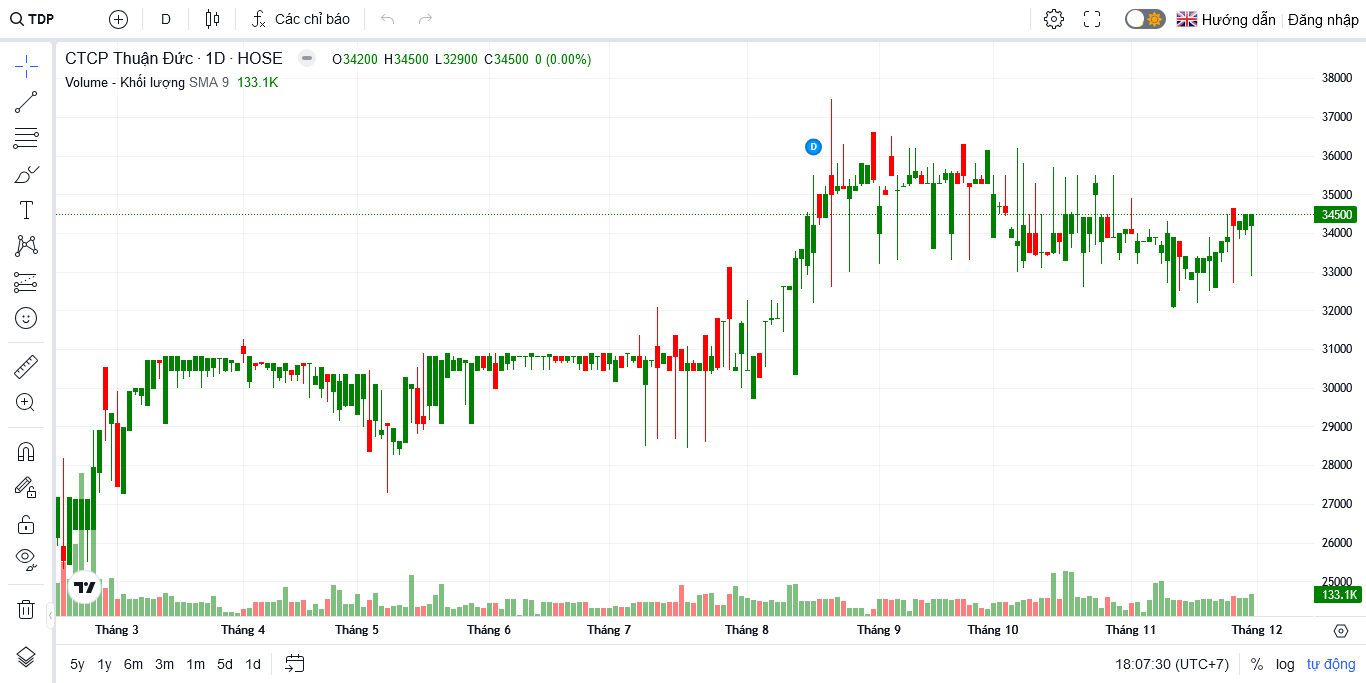 TDP
D
Các chỉ báo
Hướng dẫn
Đăng nhập
CTCP Thuận Đức · 1D · HOSE
O34200 H34500 L32900 C34500 0 (0.00%)
Volume - Khối lượng SMA 9 133.1K
D
38000
37000
36000
35000
34500
34000
33000
32000
31000
30000
29000
28000
27000
26000
25000
133.1K
Tháng 3 Tháng 4 Tháng 5 Tháng 6 Tháng 7 Tháng 8 Tháng 9 Tháng 10 Tháng 11 Tháng 12
5y 1y 6m 3m 1m 5d 1d
18:07:30 (UTC+7) % log tự động